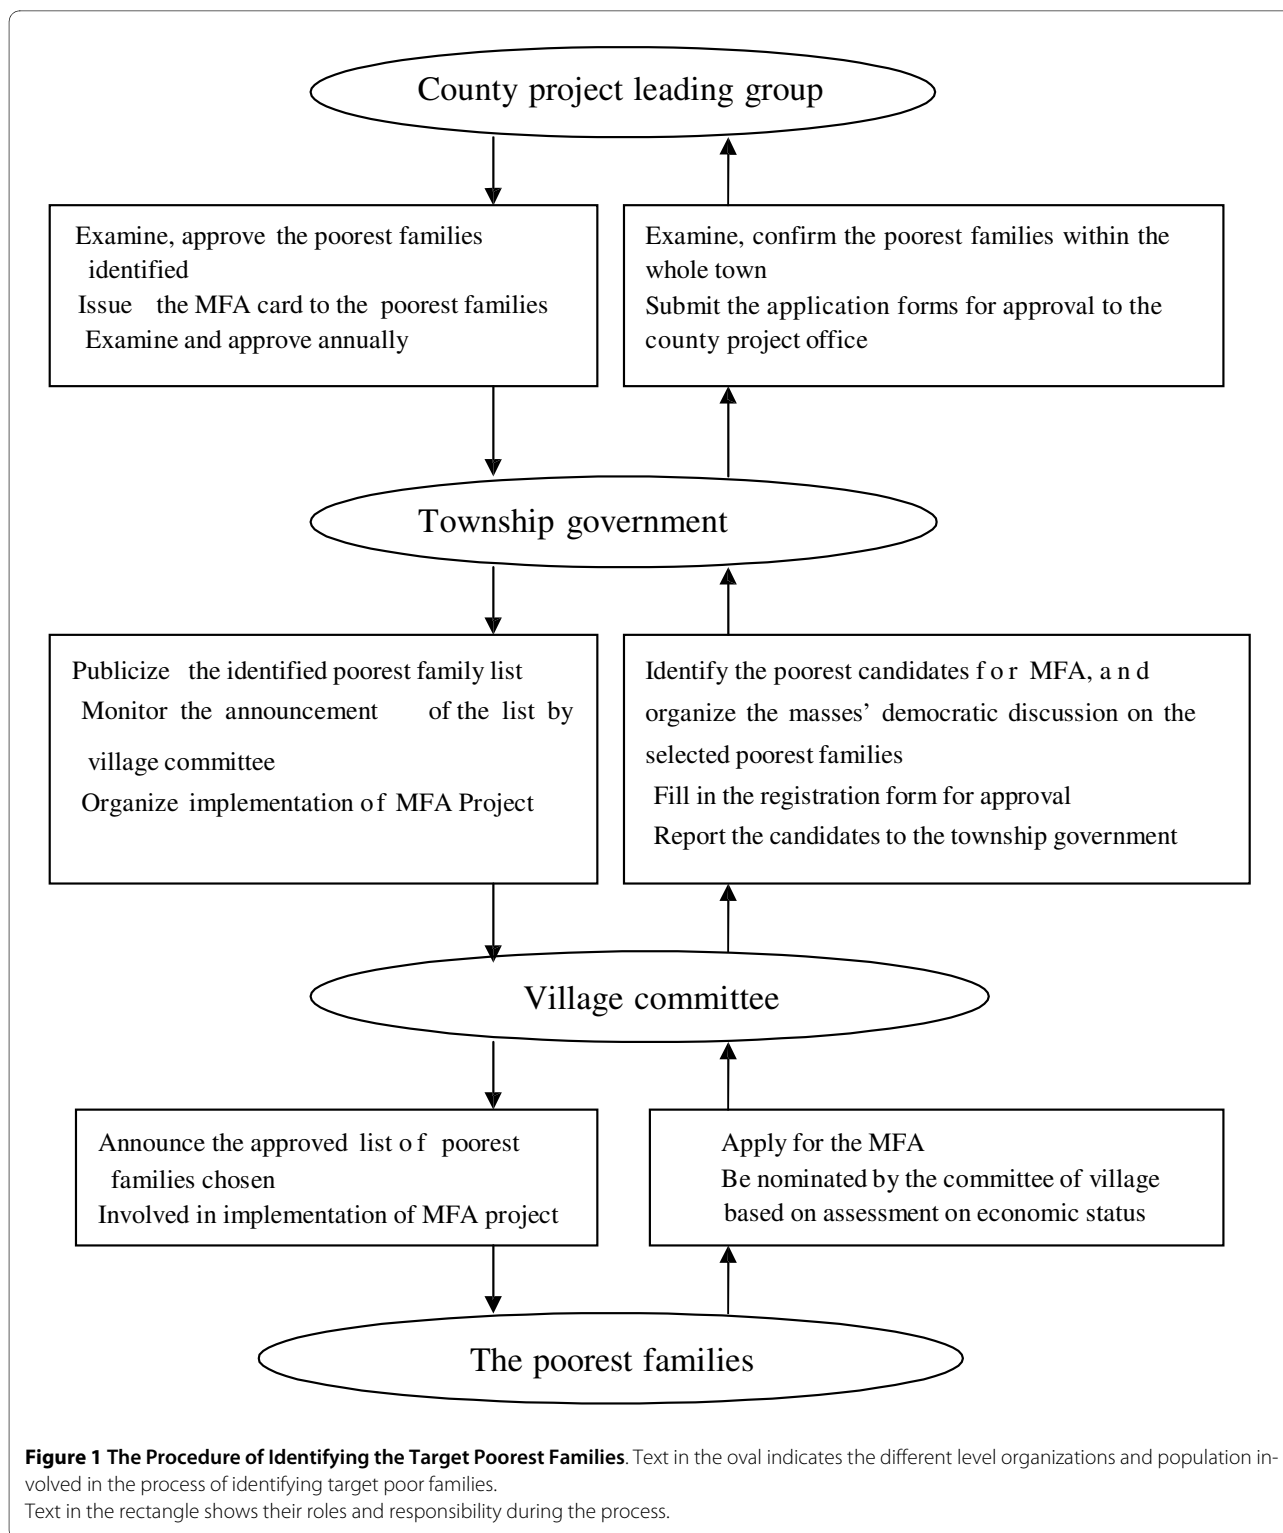 County project leading group
Examine, approve the poorest families
identified
Issue the MFA card to the poorest families
Examine and approve annually
Examine, confirm the poorest families within the
whole town
Submit the application forms for approval to the
county project office
Township government
Publicize the identified poorest family list
Monitor the announcement of the list by
village committee
Organize implementation of MFA Project
Identify the poorest candidates for MFA, and
organize the masses’ democratic discussion on the
selected poorest families
Fill in the registration form for approval
Report the candidates to the township government
Village committee
Announce the approved list of poorest
families chosen
Involved in implementation of MFA project
Apply for the MFA
Be nominated by the committee of village
based on assessment on economic status
The poorest families
Figure 1 The Procedure of Identifying the Target Poorest Families. Text in the oval indicates the different level organizations and population in-
volved in the process of identifying target poor families.
Text in the rectangle shows their roles and responsibility during the process.